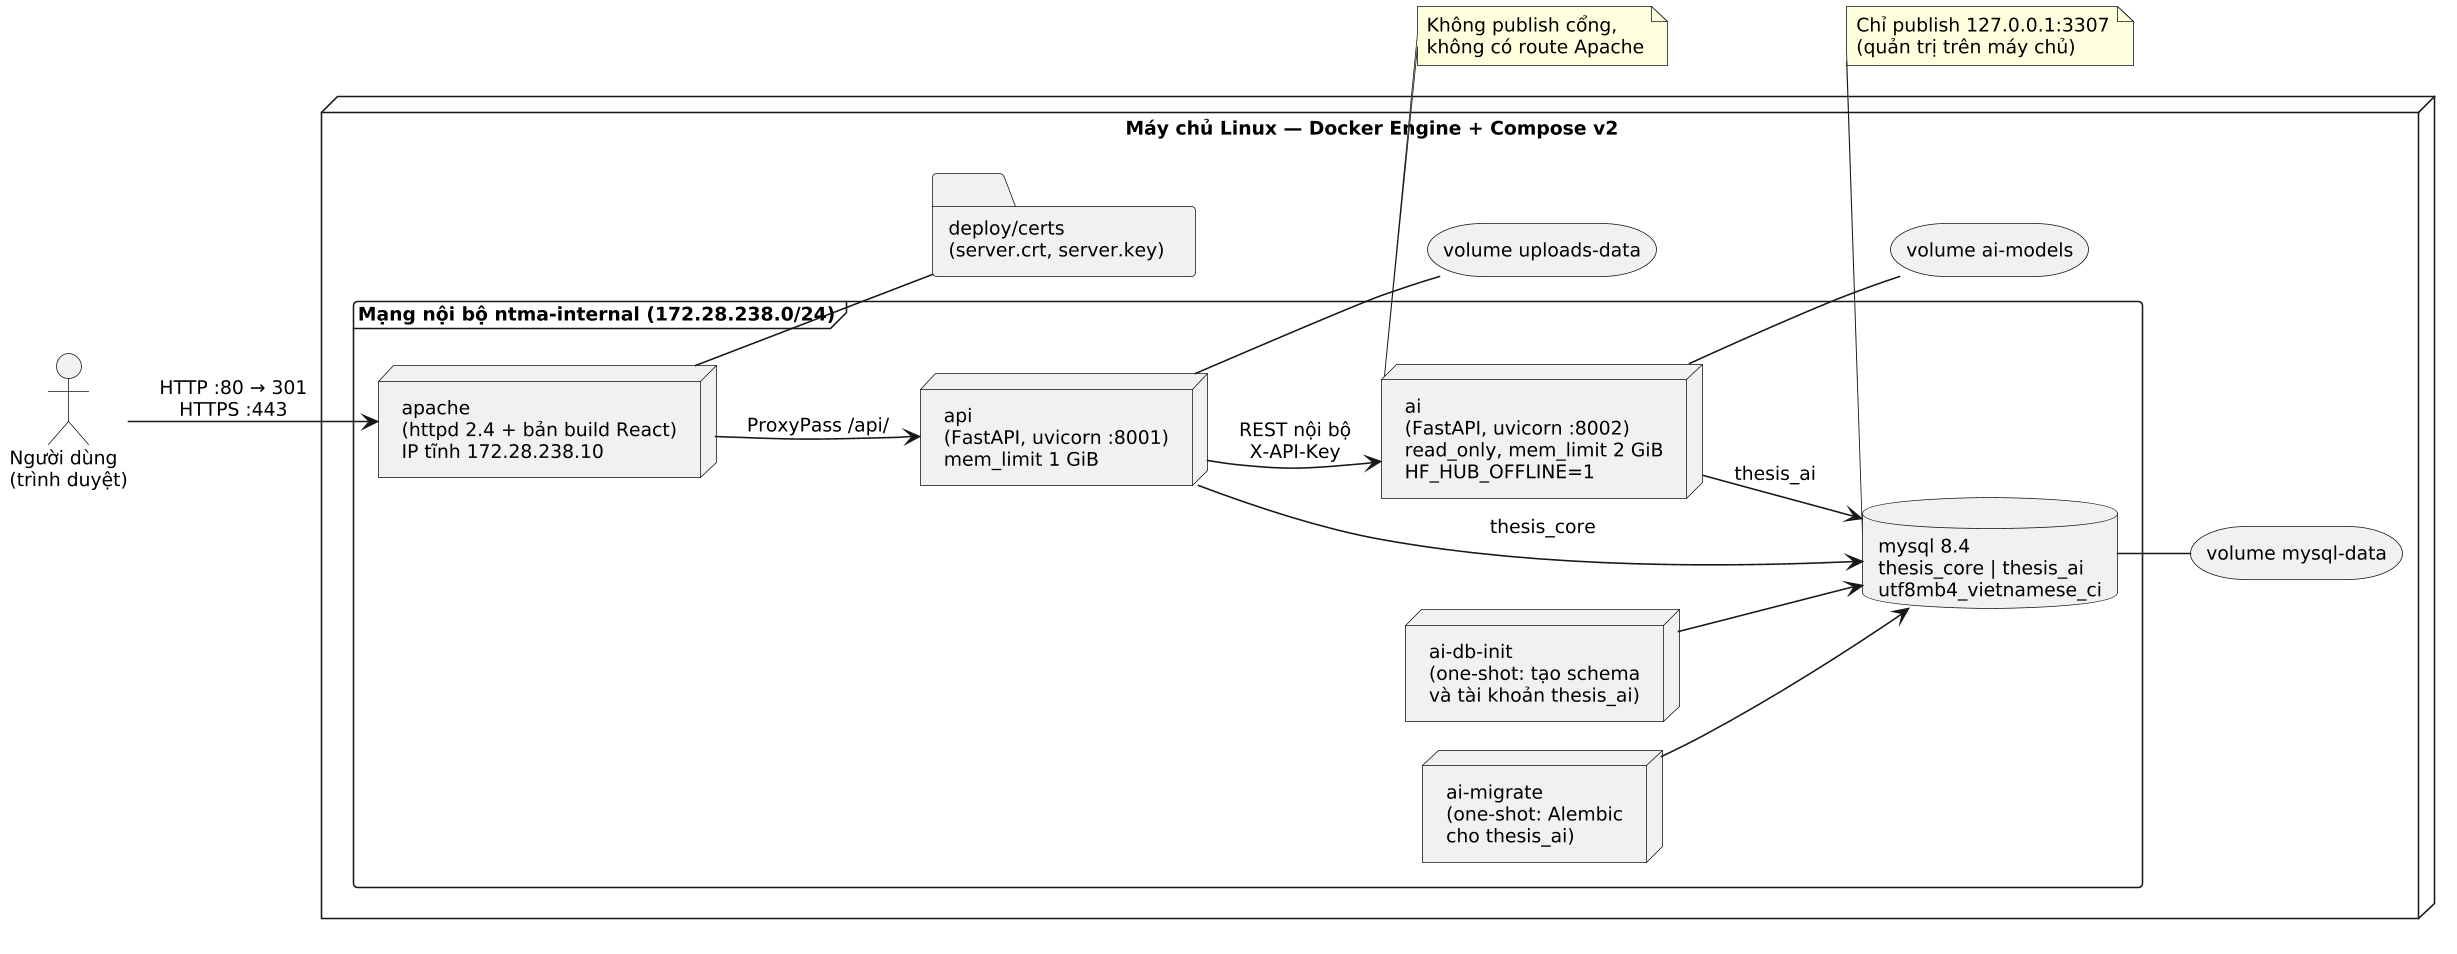 Không publish cổng,
không có route Apache
Chỉ publish 127.0.0.1:3307
(quản trị trên máy chủ)
Máy chủ Linux — Docker Engine + Compose v2
deploy/certs
(server.crt, server.key)
volume uploads-data
volume ai-models
Mạng nội bộ ntma-internal (172.28.238.0/24)
Người dùng
(trình duyệt)
HTTP :80 → 301
HTTPS :443
apache
(httpd 2.4 + bản build React)
IP tĩnh 172.28.238.10
ProxyPass /api/
api
(FastAPI, uvicorn :8001)
mem_limit 1 GiB
REST nội bộ
X-API-Key
ai
(FastAPI, uvicorn :8002)
read_only, mem_limit 2 GiB
HF_HUB_OFFLINE=1
thesis_ai
thesis_core
mysql 8.4
thesis_core | thesis_ai
utf8mb4_vietnamese_ci
volume mysql-data
ai-db-init
(one-shot: tạo schema
và tài khoản thesis_ai)
ai-migrate
(one-shot: Alembic
cho thesis_ai)